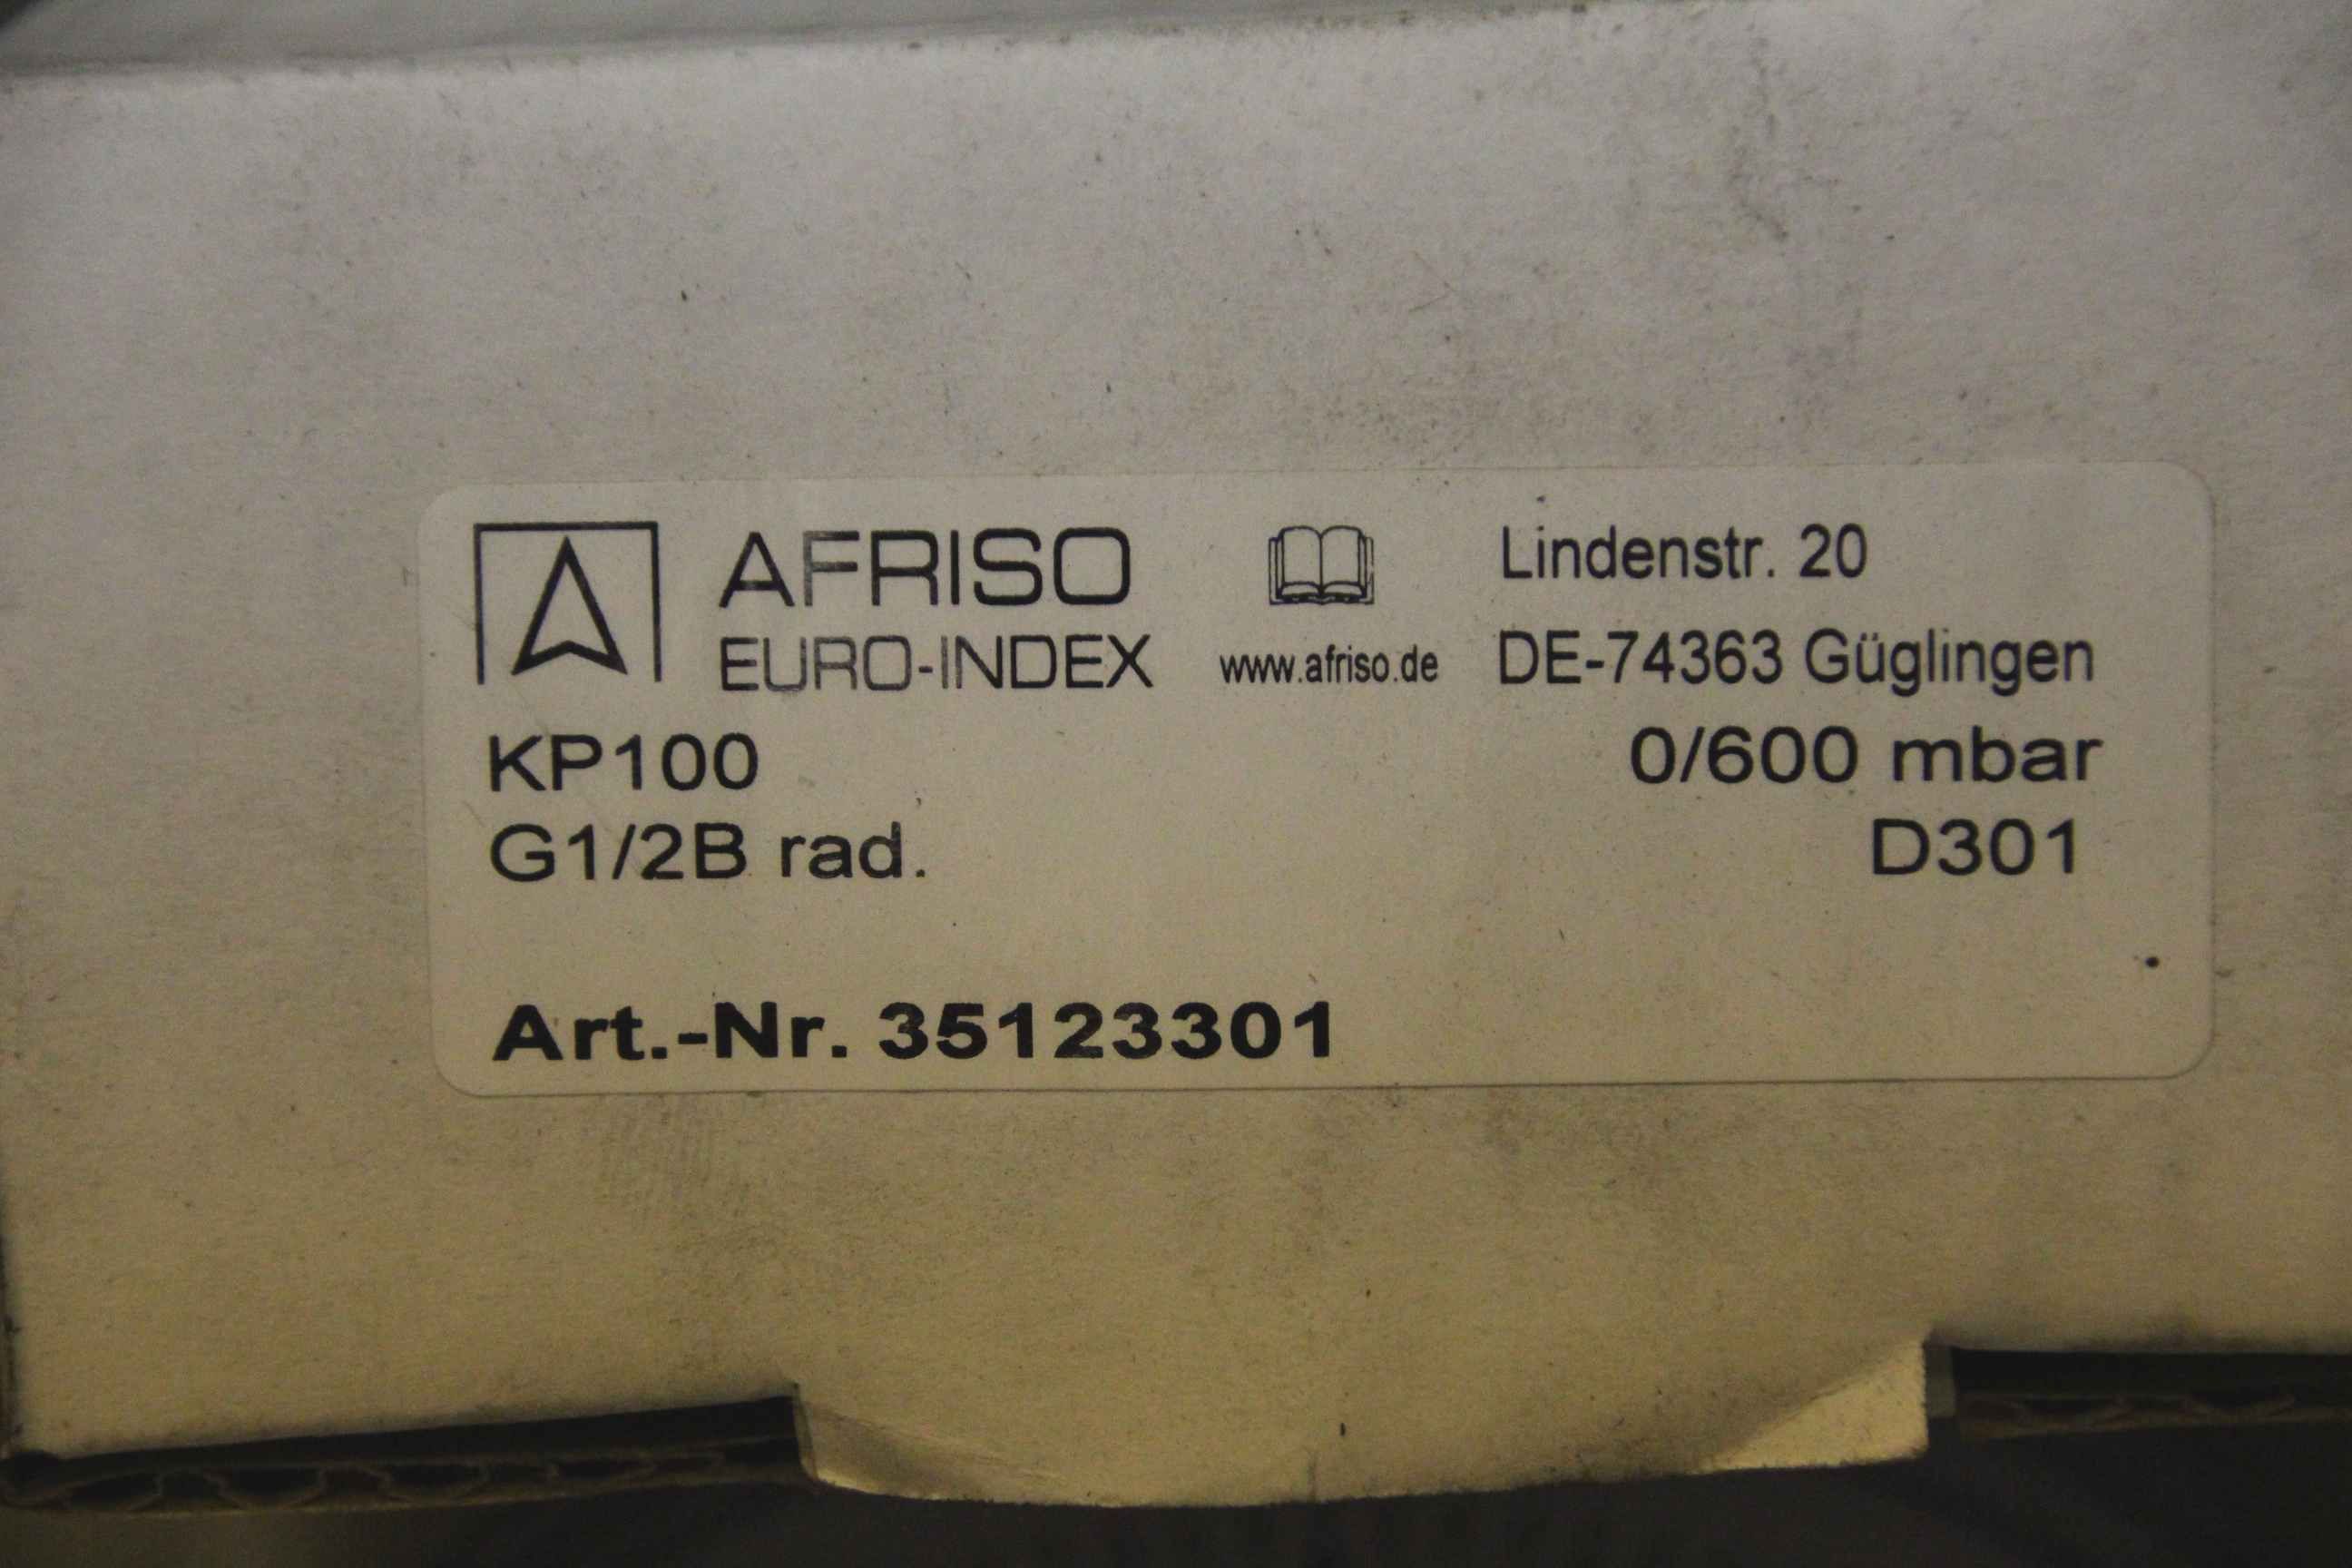 AFRISO
EURO-INDEX
www.afriso.de
Lindenstr. 20
DE-74363 Güglingen
KP100
0/600 mbar
G1/2B rad.
D301
Art.-Nr. 35123301